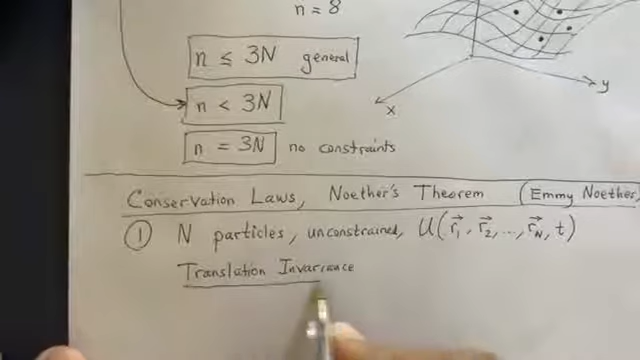 n = 8
n ≤ 3N general
n < 3N
n = 3N no constraints
x
y
Conservation Laws, Noether's Theorem (Emmy Noether,
① N particles, unconstrained, U(r⃗₁, r⃗₂, ..., r⃗_N, t)
Translation Invariance